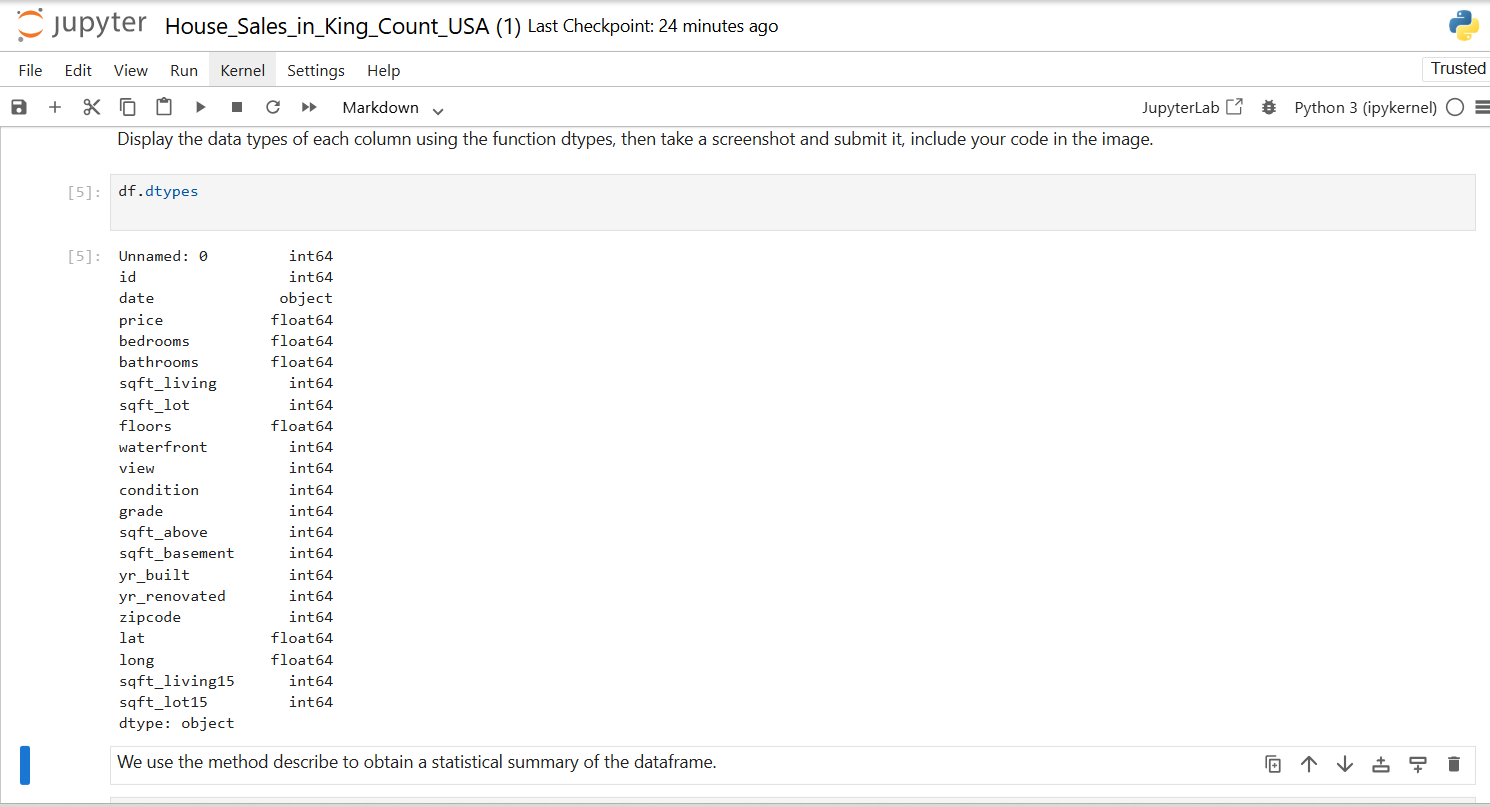 jupyter House_Sales_in_King_Count_USA (1) Last Checkpoint: 24 minutes ago
File Edit View Run Kernel Settings Help Trusted
Markdown JupyterLab Python 3 (ipykernel)
Display the data types of each column using the function dtypes, then take a screenshot and submit it, include your code in the image.
[5]: df.dtypes
[5]: Unnamed: 0 int64
id int64
date object
price float64
bedrooms float64
bathrooms float64
sqft_living int64
sqft_lot int64
floors float64
waterfront int64
view int64
condition int64
grade int64
sqft_above int64
sqft_basement int64
yr_built int64
yr_renovated int64
zipcode int64
lat float64
long float64
sqft_living15 int64
sqft_lot15 int64
dtype: object
We use the method describe to obtain a statistical summary of the dataframe.